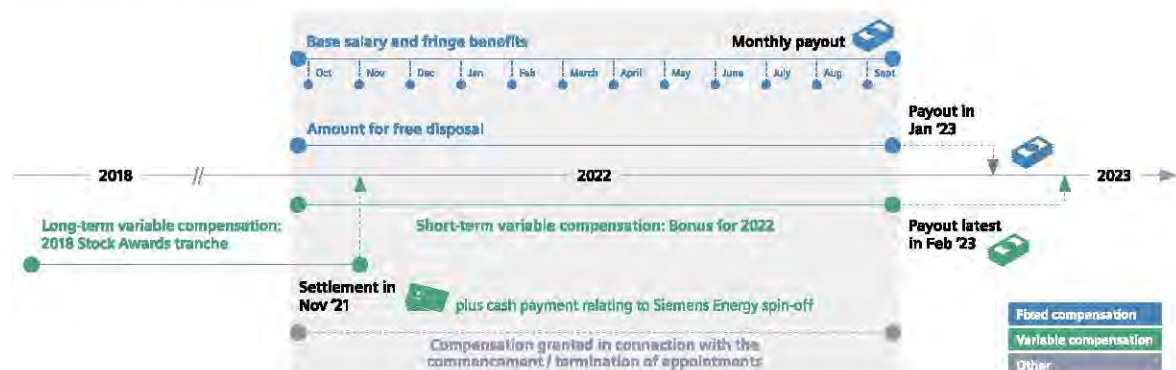 Base salary and fringe benefits
Monthly payout
Oct Nov Dec Jan Febr March April May June July Aug Sept
Amount for free disposal
Payout in
Jan ’23
2018 // 2022 2023
Long-term variable compensation:
2018 Stock Awards tranche
Short-term variable compensation: Bonus for 2022
Payout latest
in Feb ’23
Settlement in
Nov ’21
plus cash payment relating to Siemens Energy spin-off
Compensation granted in connection with the
commencement / termination of appointments
Fixed compensation
Variable compensation
Other